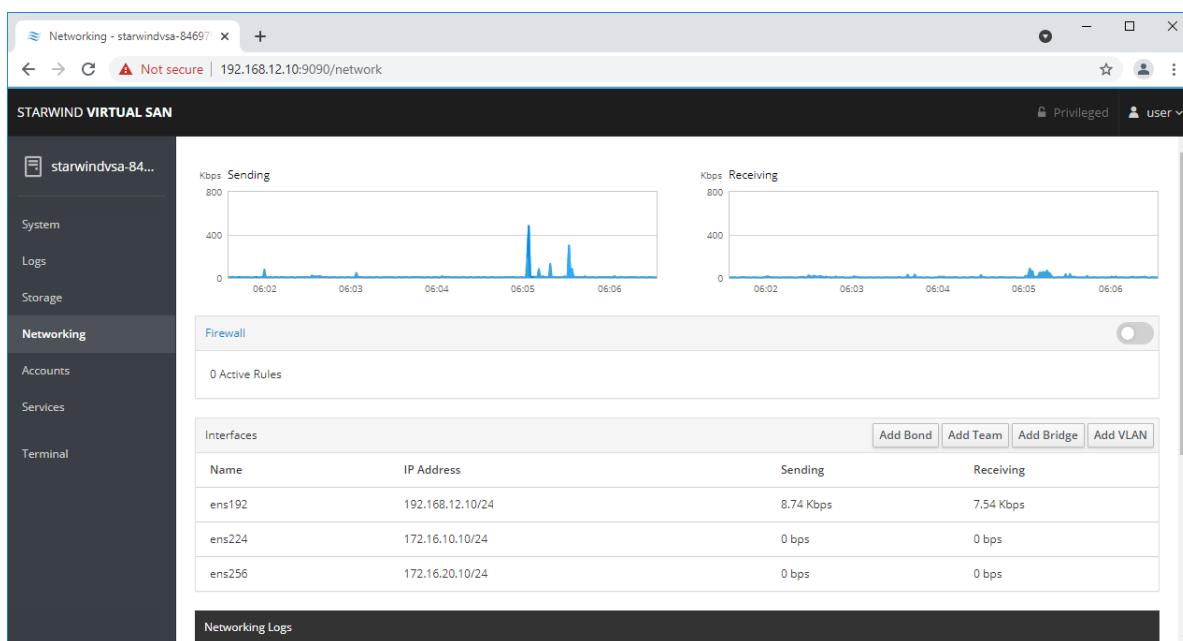 Networking - starwindvsa-84697
Not secure | 192.168.12.10:9090/network
STARWIND VIRTUAL SAN
Privileged
user
starwindvsa-84...
System
Logs
Storage
Networking
Accounts
Services
Terminal
Kbps Sending
800
400
0
06:02 06:03 06:04 06:05 06:06
Kbps Receiving
800
400
0
06:02 06:03 06:04 06:05 06:06
Firewall
0 Active Rules
Interfaces Add Bond Add Team Add Bridge Add VLAN
Name IP Address Sending Receiving
ens192 192.168.12.10/24 8.74 Kbps 7.54 Kbps
ens224 172.16.10.10/24 0 bps 0 bps
ens256 172.16.20.10/24 0 bps 0 bps
Networking Logs